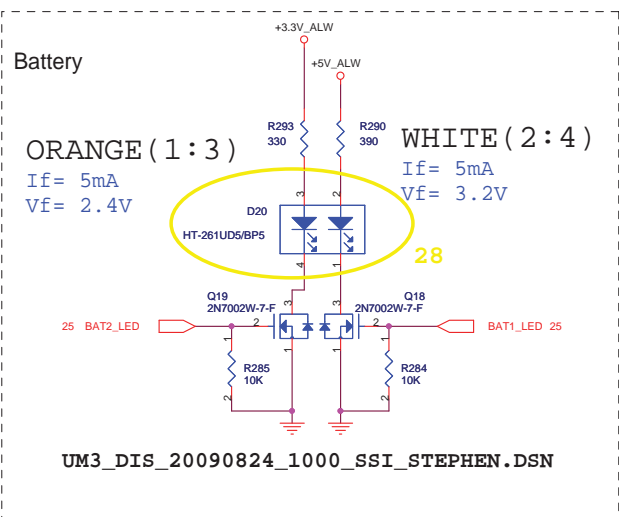 +3.3V_ALW
Battery
+5V_ALW
R293
330
R290
390
ORANGE(1:3)
If= 5mA
Vf= 2.4V
WHITE(2:4)
If= 5mA
Vf= 3.2V
3
2
D20
HT-261UD5/BP5
28
4
1
Q19
2N7002W-7-F
Q18
2N7002W-7-F
3
3
25 BAT2_LED
2
2
BAT1_LED 25
1
1
1
1
R285
10K
R284
10K
2
2
UM3_DIS_20090824_1000_SSI_STEPHEN.DSN